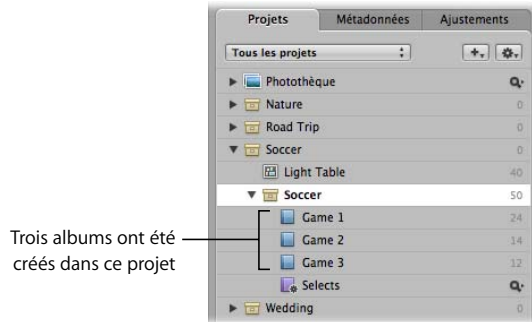 Projets Métadonnées Ajustements
Tous les projets
Photothèque
Nature 0
Road Trip 0
Soccer 0
Light Table 40
Soccer 50
Game 1 24
Game 2 14
Game 3 12
Selects
Wedding 0
Trois albums ont été
créés dans ce projet